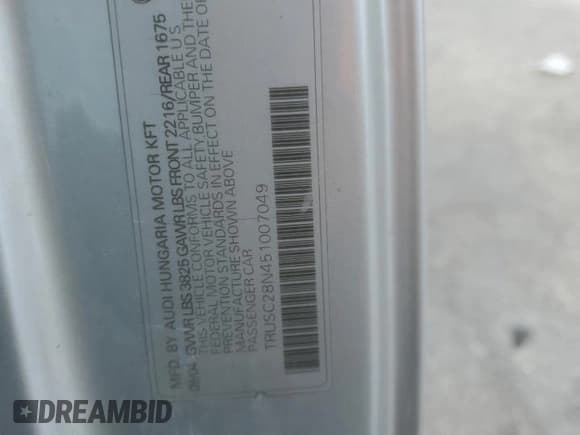 MFD. BY AUDI HUNGARIA MOTOR KFT
GVWR LBS 3825 GAWR LBS FRONT 2216/REAR 1675
THIS VEHICLE CONFORMS TO ALL APPLICABLE U S
FEDERAL MOTOR VEHICLE SAFETY BUMPER AND THE
PREVENTION STANDARDS IN EFFECT ON THE DATE OF
MANUFACTURE SHOWN ABOVE
PASSENGER CAR
TRUSC28N451007049
DREAMBID